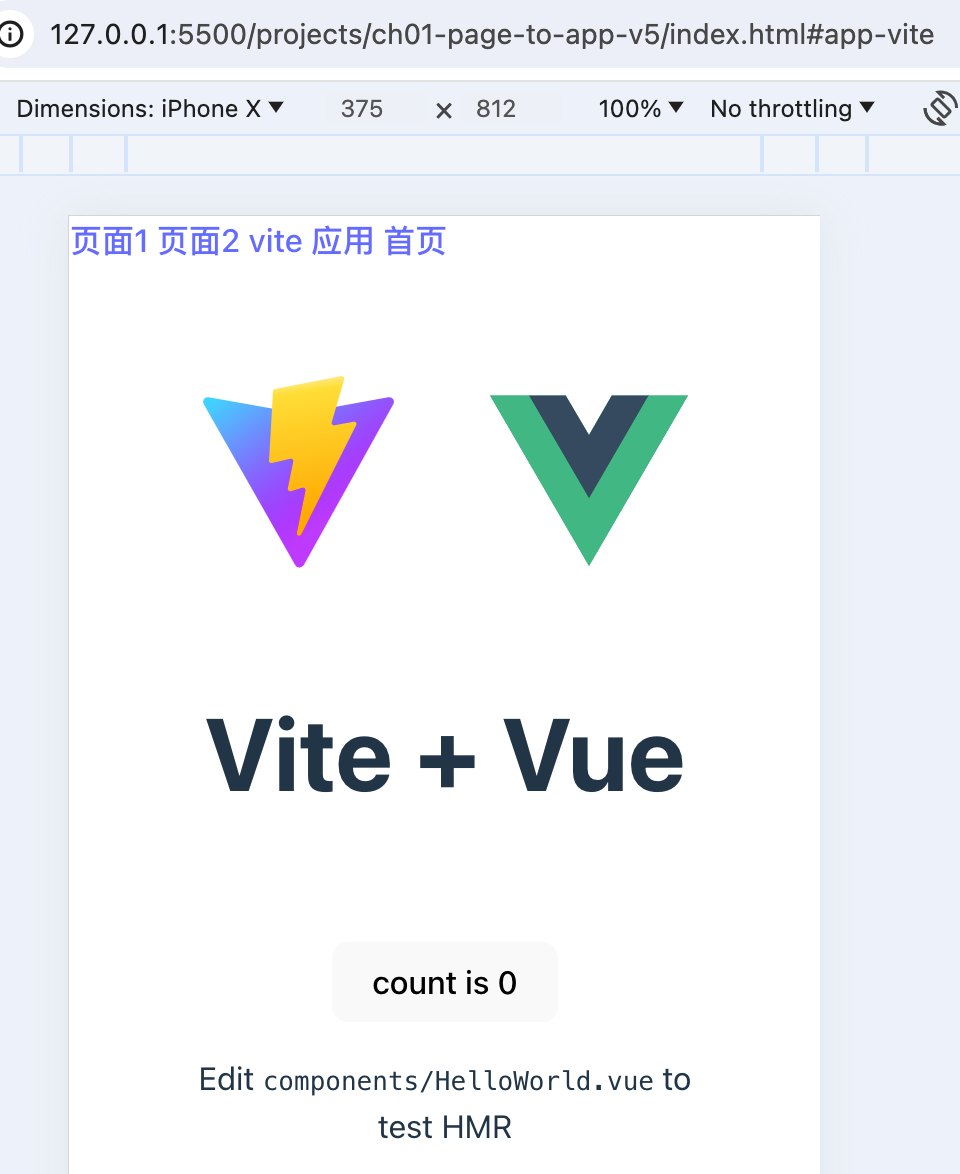 127.0.0.1:5500/projects/ch01-page-to-app-v5/index.html#app-vite
Dimensions: iPhone X 375 × 812 100% No throttling
页面1 页面2 vite 应用 首页
Vite + Vue
count is 0
Edit components/HelloWorld.vue to
test HMR